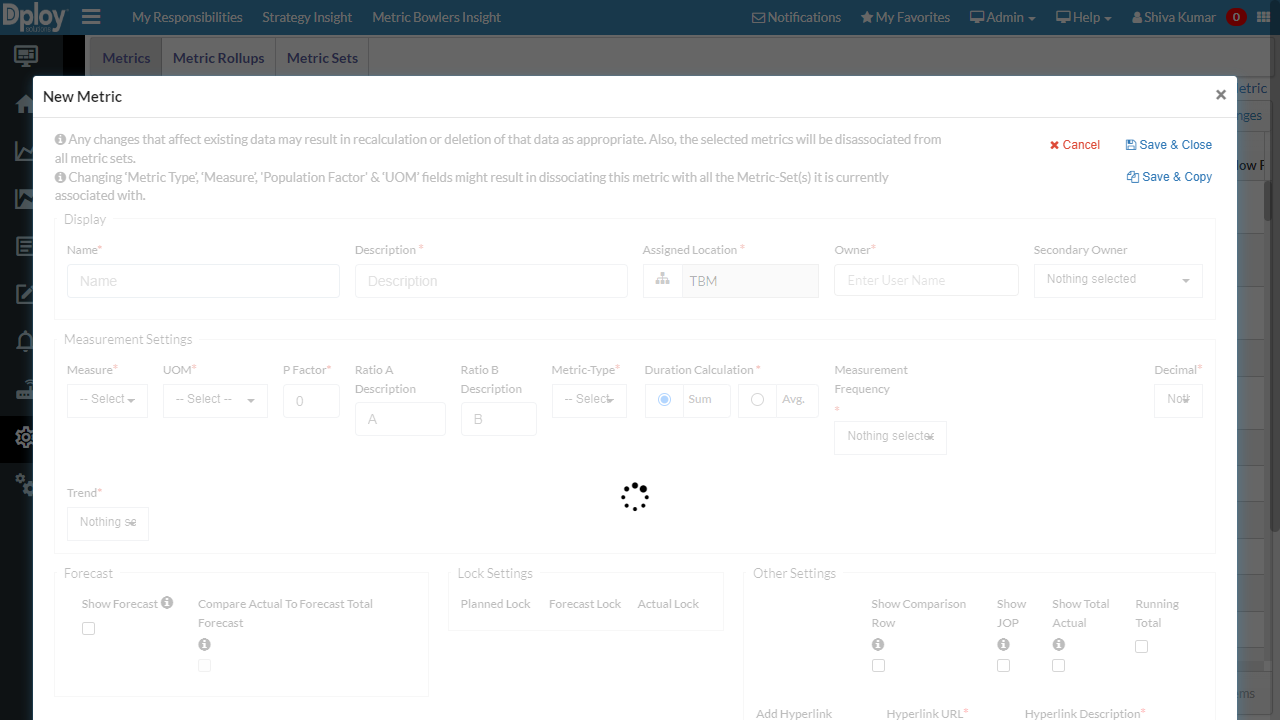 Dploy
solutions
My Responsibilities
Strategy Insight
Metric Bowlers Insight
Notifications
My Favorites
Admin
Help
Shiva Kumar
0
Metrics
Metric Rollups
Metric Sets
New Metric
×
Any changes that affect existing data may result in recalculation or deletion of that data as appropriate. Also, the selected metrics will be disassociated from
all metric sets.
Changing 'Metric Type', 'Measure', 'Population Factor' & 'UOM' fields might result in dissociating this metric with all the Metric-Set(s) it is currently
associated with.
Cancel
Save & Close
Save & Copy
Display
Name*
Description *
Assigned Location *
Owner*
Secondary Owner
Name
Description
TBM
Enter User Name
Nothing selected
Measurement Settings
Measure*
UOM*
P Factor*
Ratio A
Description
Ratio B
Description
Metric-Type*
Duration Calculation *
Measurement
Frequency
*
Decimal*
-- Select
-- Select --
0
A
B
-- Select
Sum
Avg.
Nothing selected
Trend*
Nothing se
Forecast
Show Forecast
Compare Actual To Forecast Total
Forecast
Lock Settings
Planned Lock
Forecast Lock
Actual Lock
Other Settings
Show Comparison
Row
Show
JOP
Show Total
Actual
Running
Total
Add Hyperlink
Hyperlink URL*
Hyperlink Description*